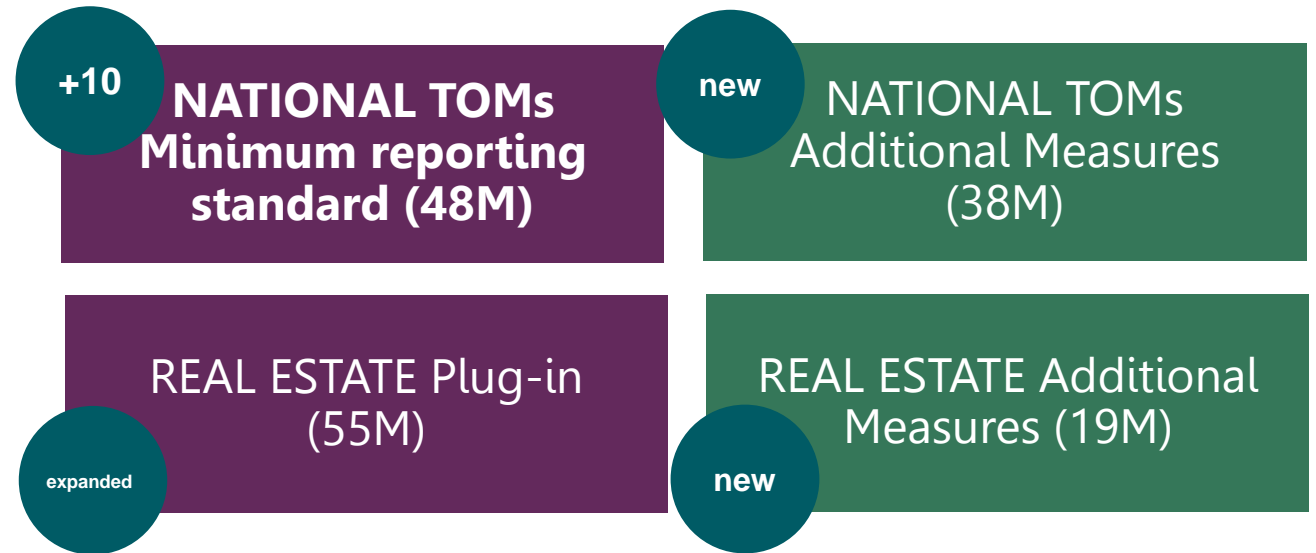 +10
NATIONAL TOMs
Minimum reporting
standard (48M)
new
NATIONAL TOMs
Additional Measures
(38M)
REAL ESTATE Plug-in
(55M)
expanded
REAL ESTATE Additional
Measures (19M)
new